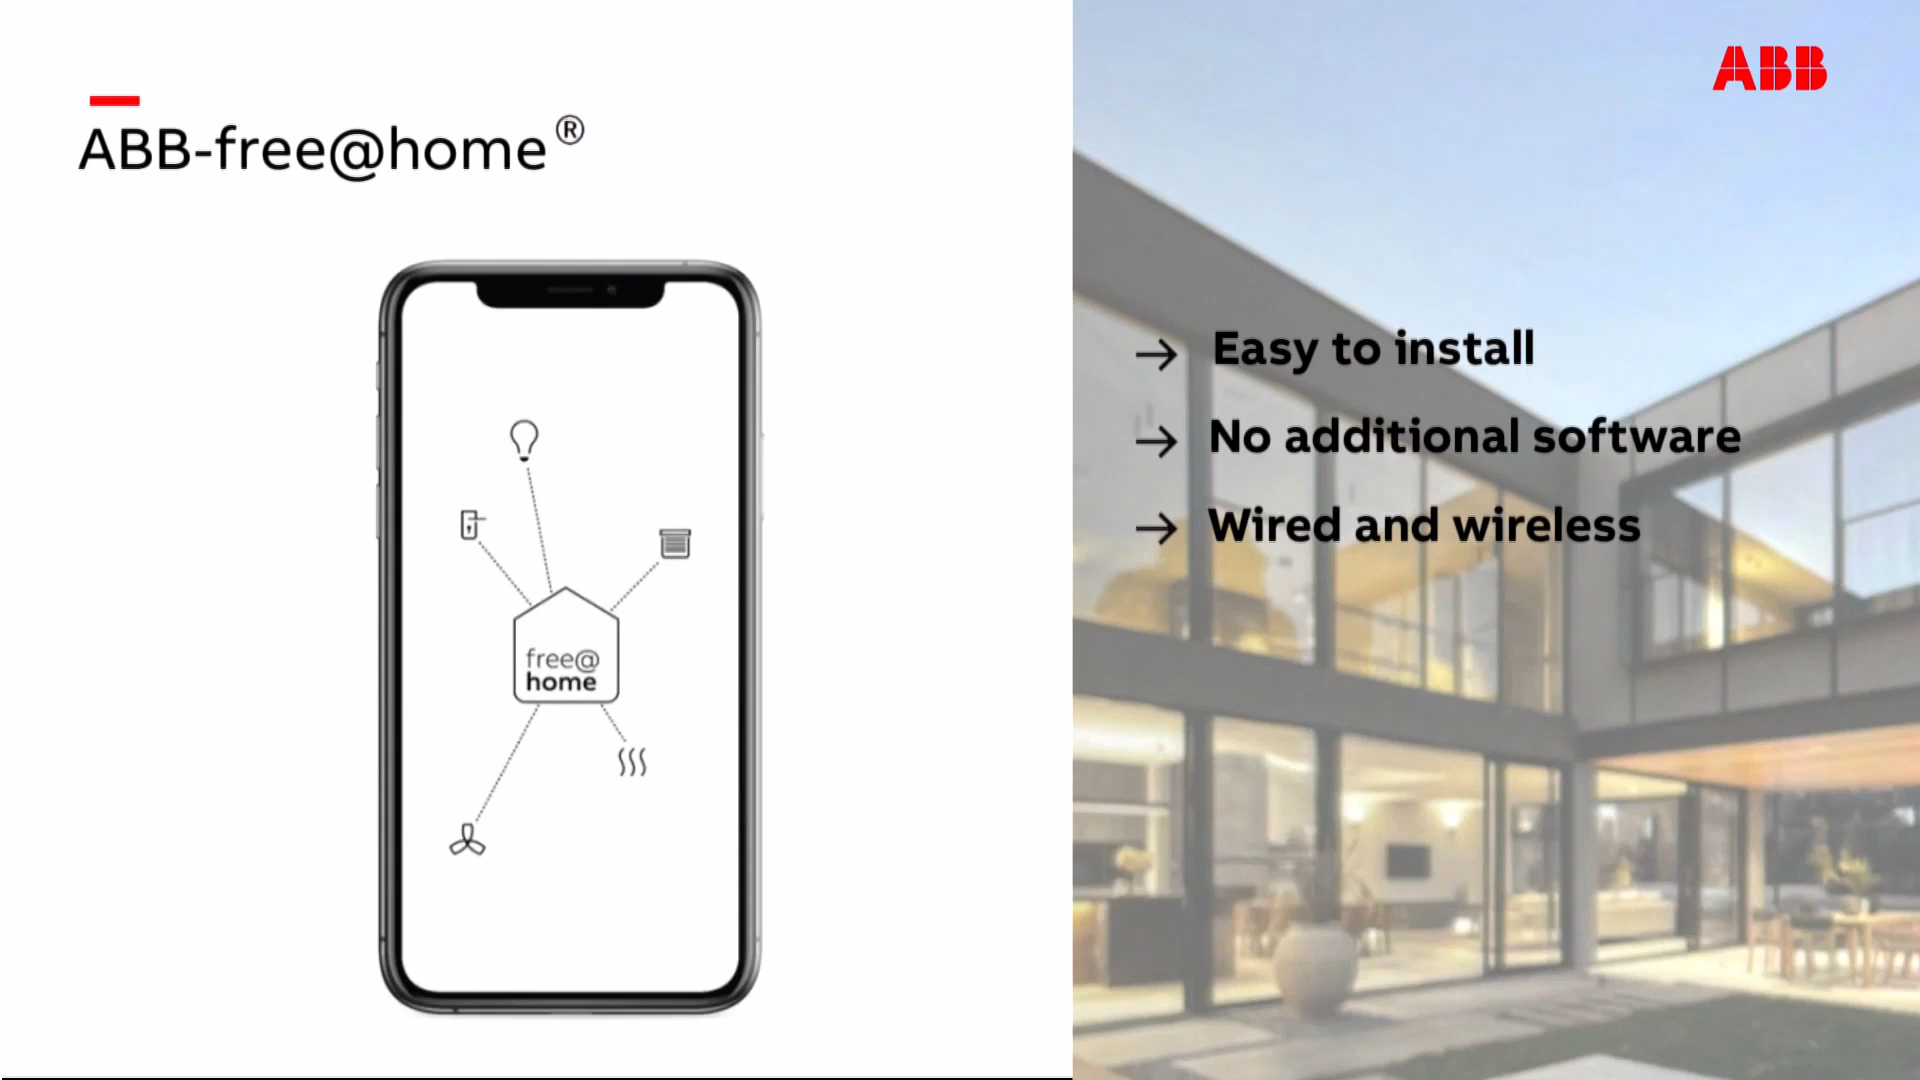 ABB-free@home®
free@
home
ABB
Easy to install
No additional software
Wired and wireless